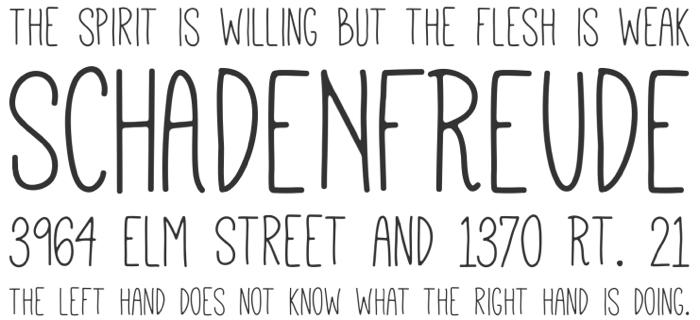 THE SPIRIT IS WILLING BUT THE FLESH IS WEAK
SCHADENFREUDE
3964 ELM STREET AND 1370 RT. 21
THE LEFT HAND DOES NOT KNOW WHAT THE RIGHT HAND IS DOING.